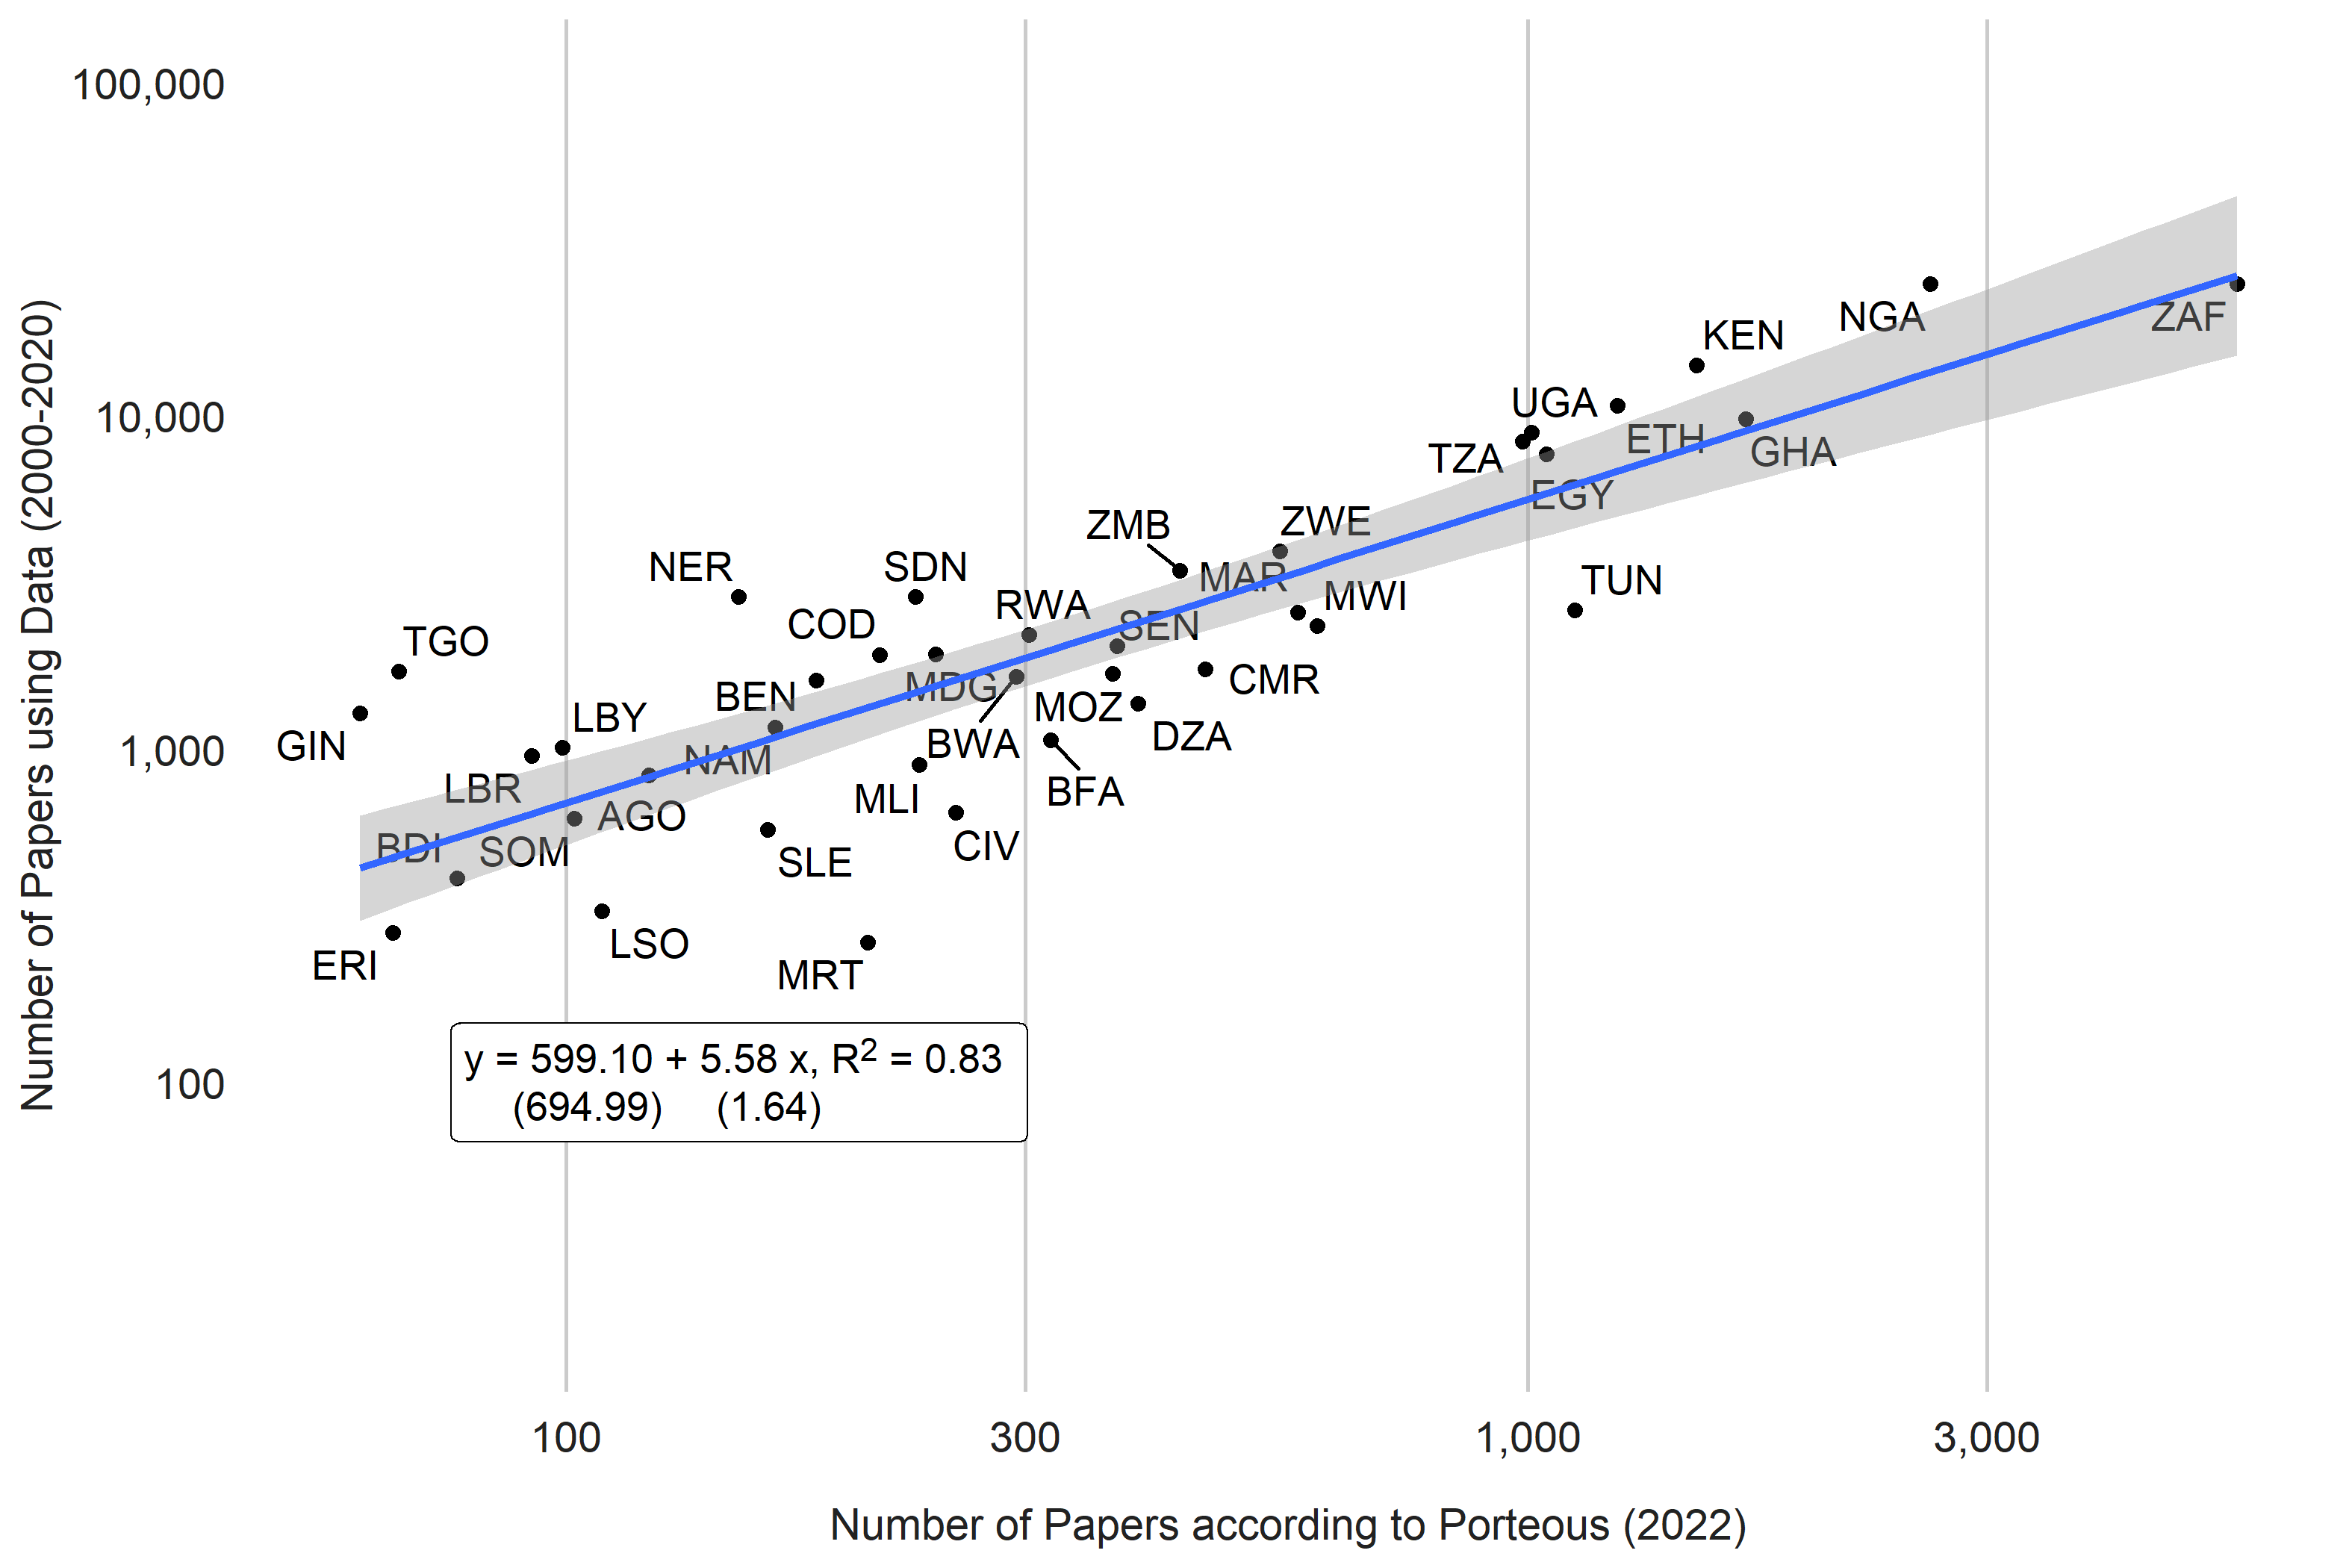 100,000
10,000
1,000
100
Number of Papers using Data (2000-2020)
NGA
ZAF
KEN
UGA
ETH
GHA
TZA
EGY
ZMB
ZWE
NER
SDN
MAR
MWI
TUN
RWA
COD
SEN
TGO
BEN
MDG
CMR
LBY
MOZ
GIN
NAM
BWA
DZA
LBR
AGO
MLI
BFA
BDI
SOM
CIV
SLE
ERI
LSO
MRT
y = 599.10 + 5.58 x, R² = 0.83
(694.99) (1.64)
100 300 1,000 3,000
Number of Papers according to Porteous (2022)